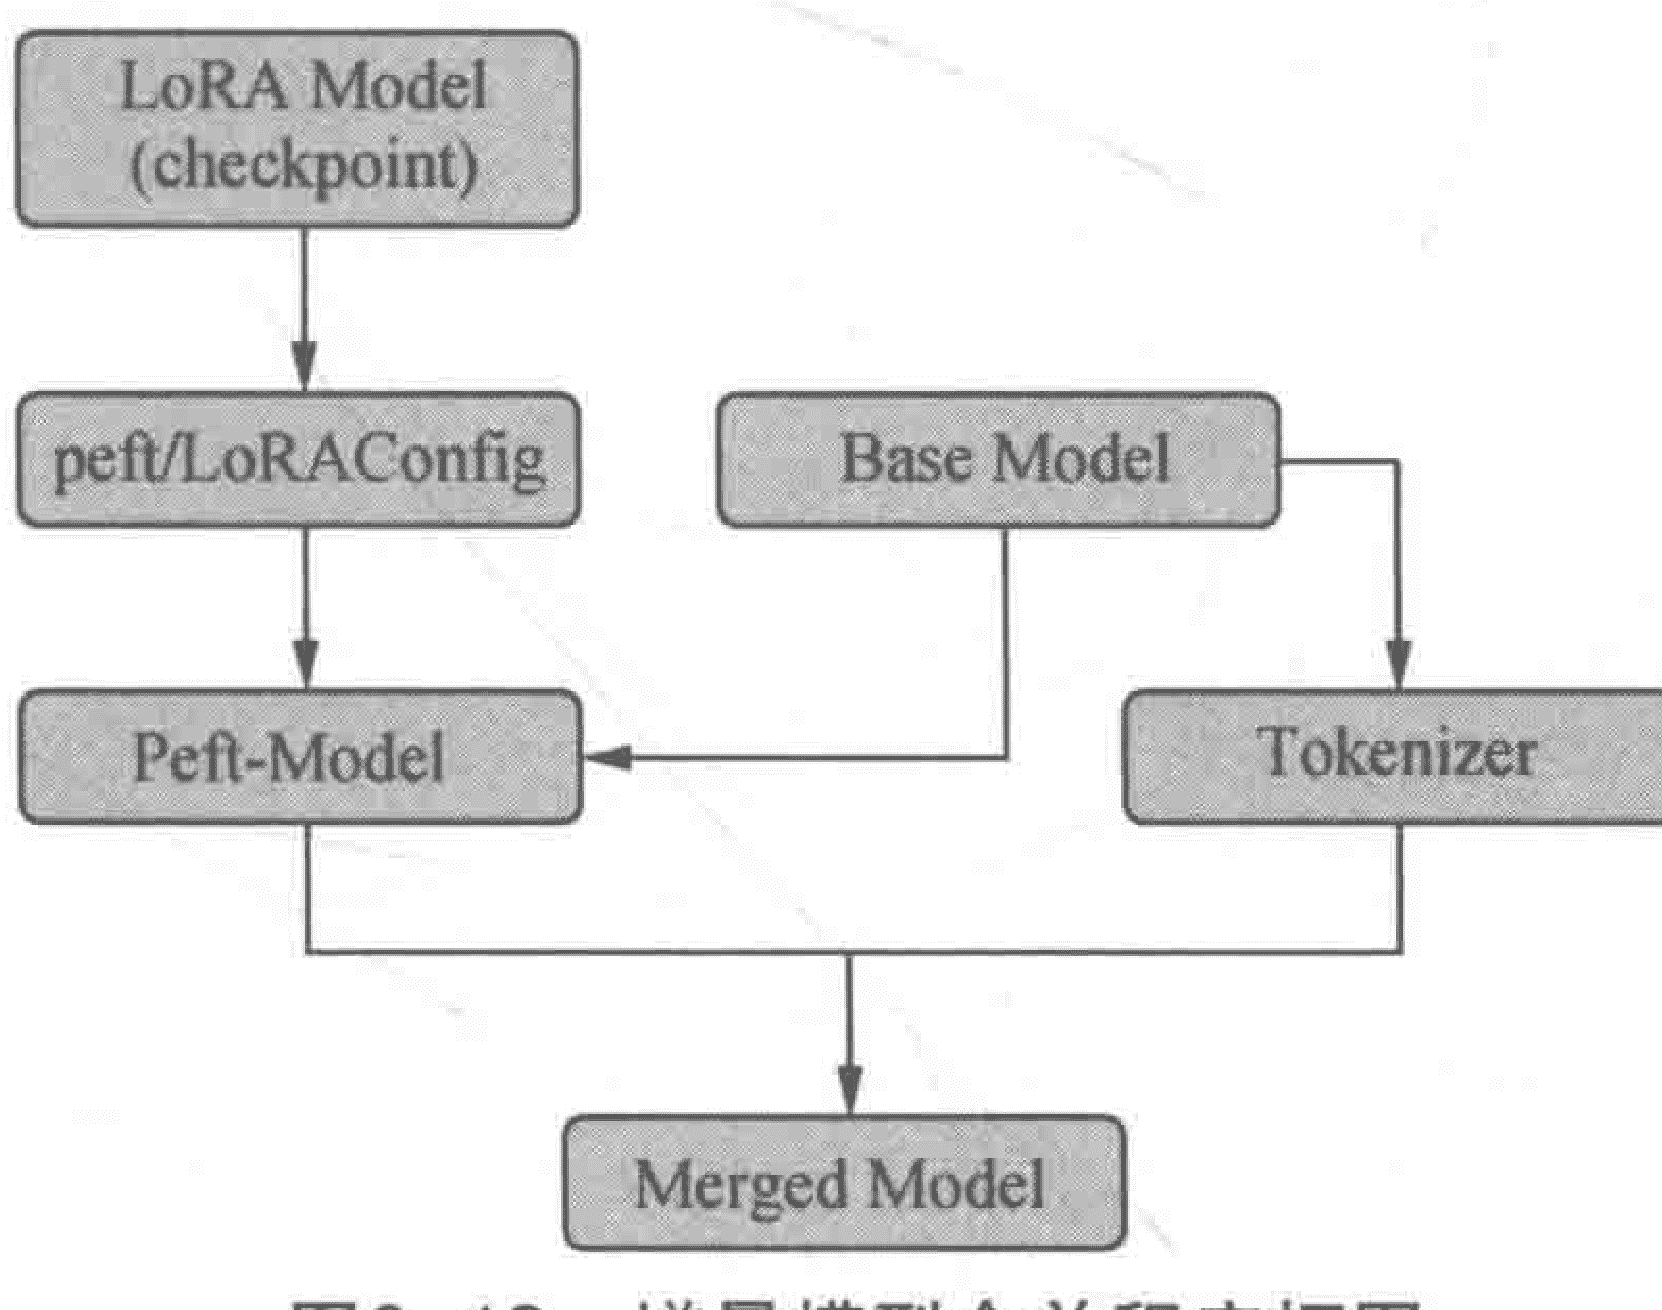 LoRA Model
(checkpoint)
peft/LoRAConfig
Base Model
Peft-Model
Tokenizer
Merged Model